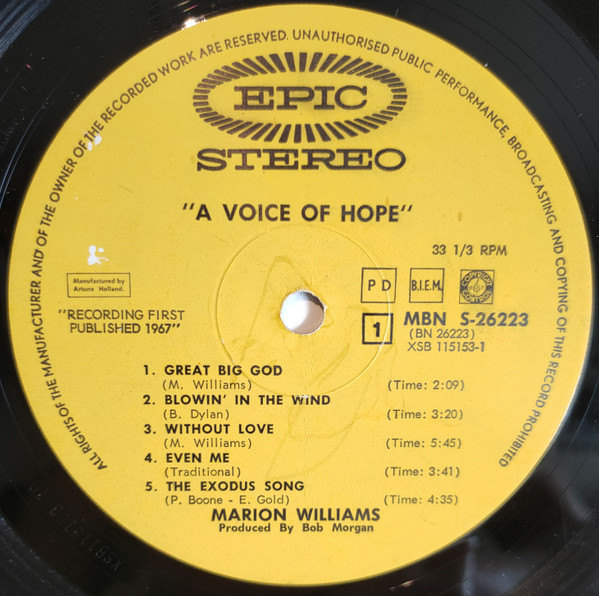 ALL RIGHTS OF THE MANUFACTURER AND OF THE OWNER OF THE RECORDED WORK ARE RESERVED. UNAUTHORISED PUBLIC PERFORMANCE, BROADCASTING AND COPYING OF THIS RECORD PROHIBITED
EPIC
STEREO
"A VOICE OF HOPE"
33 1/3 RPM
Manufactured by
Artone Holland.
P D
B.I.E.M.
"RECORDING FIRST
PUBLISHED 1967"
1
MBN S-26223
(BN 26223)
XSB 115153-1
1. GREAT BIG GOD
(M. Williams) (Time: 2:09)
2. BLOWIN' IN THE WIND
(B. Dylan) (Time: 3:20)
3. WITHOUT LOVE
(M. Williams) (Time: 5:45)
4. EVEN ME
(Traditional) (Time: 3:41)
5. THE EXODUS SONG
(P. Boone - E. Gold) (Time: 4:35)
MARION WILLIAMS
Produced By Bob Morgan